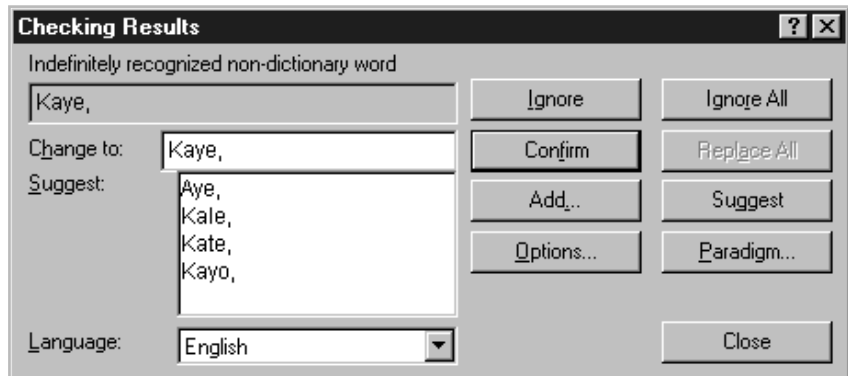 Checking Results
Indefinitely recognized non-dictionary word
Kaye,
Ignore
Ignore All
Change to:
Kaye,
Confirm
Replace All
Suggest:
Aye,
Kale,
Kate,
Kayo,
Add...
Suggest
Options...
Paradigm...
Language:
English
Close